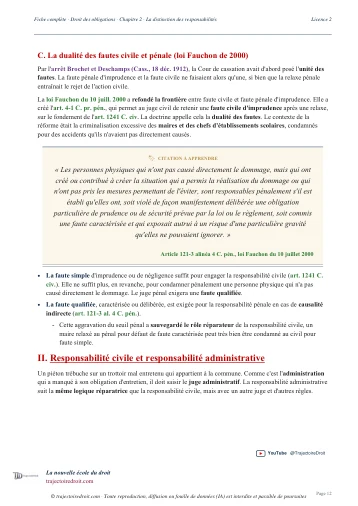 Fiche complète · Droit des obligations · Chapitre 2 · La distinction des responsabilités
Licence 2
C. La dualité des fautes civile et pénale (loi Fauchon de 2000)
Par l'arrêt Brochet et Deschamps (Cass., 18 déc. 1912), la Cour de cassation avait d'abord posé l'unité des
fautes. La faute pénale d'imprudence et la faute civile ne faisaient alors qu'une, si bien que la relaxe pénale
entraînait le rejet de l'action civile.
La loi Fauchon du 10 juill. 2000 a refondé la frontière entre faute civile et faute pénale d'imprudence. Elle a
créé l'art. 4-1 C. pr. pén., qui permet au juge civil de retenir une faute civile d'imprudence après une relaxe,
sur le fondement de l'art. 1241 C. civ. La doctrine appelle cela la dualité des fautes. Le contexte de la
réforme était la criminalisation excessive des maires et des chefs d'établissements scolaires, condamnés
pour des accidents qu'ils n'avaient pas directement causés.
CITATION À APPRENDRE
« Les personnes physiques qui n'ont pas causé directement le dommage, mais qui ont
créé ou contribué à créer la situation qui a permis la réalisation du dommage ou qui
n'ont pas pris les mesures permettant de l'éviter, sont responsables pénalement s'il est
établi qu'elles ont, soit violé de façon manifestement délibérée une obligation
particulière de prudence ou de sécurité prévue par la loi ou le règlement, soit commis
une faute caractérisée et qui exposait autrui à un risque d'une particulière gravité
qu'elles ne pouvaient ignorer. »
Article 121-3 alinéa 4 C. pén., loi Fauchon du 10 juillet 2000
• La faute simple d'imprudence ou de négligence suffit pour engager la responsabilité civile (art. 1241 C.
civ.). Elle ne suffit plus, en revanche, pour condamner pénalement une personne physique qui n'a pas
causé directement le dommage. Le juge pénal exigera une faute qualifiée.
• La faute qualifiée, caractérisée ou délibérée, est exigée pour la responsabilité pénale en cas de causalité
indirecte (art. 121-3 al. 4 C. pén.).
- Cette aggravation du seuil pénal a sauvegardé le rôle réparateur de la responsabilité civile, un
maire relaxé au pénal pour défaut de faute caractérisée peut très bien être condamné au civil pour
faute simple.
II. Responsabilité civile et responsabilité administrative
Un piéton trébuche sur un trottoir mal entretenu qui appartient à la commune. Comme c'est l'administration
qui a manqué à son obligation d'entretien, il doit saisir le juge administratif. La responsabilité administrative
suit la même logique réparatrice que la responsabilité civile, mais avec un autre juge et d'autres règles.
YouTube @TrajectoireDroit
La nouvelle école du droit
trajectoiredroit.com
© trajectoiredroit.com · Toute reproduction, diffusion ou fouille de données (IA) est interdite et passible de poursuites
Page 12